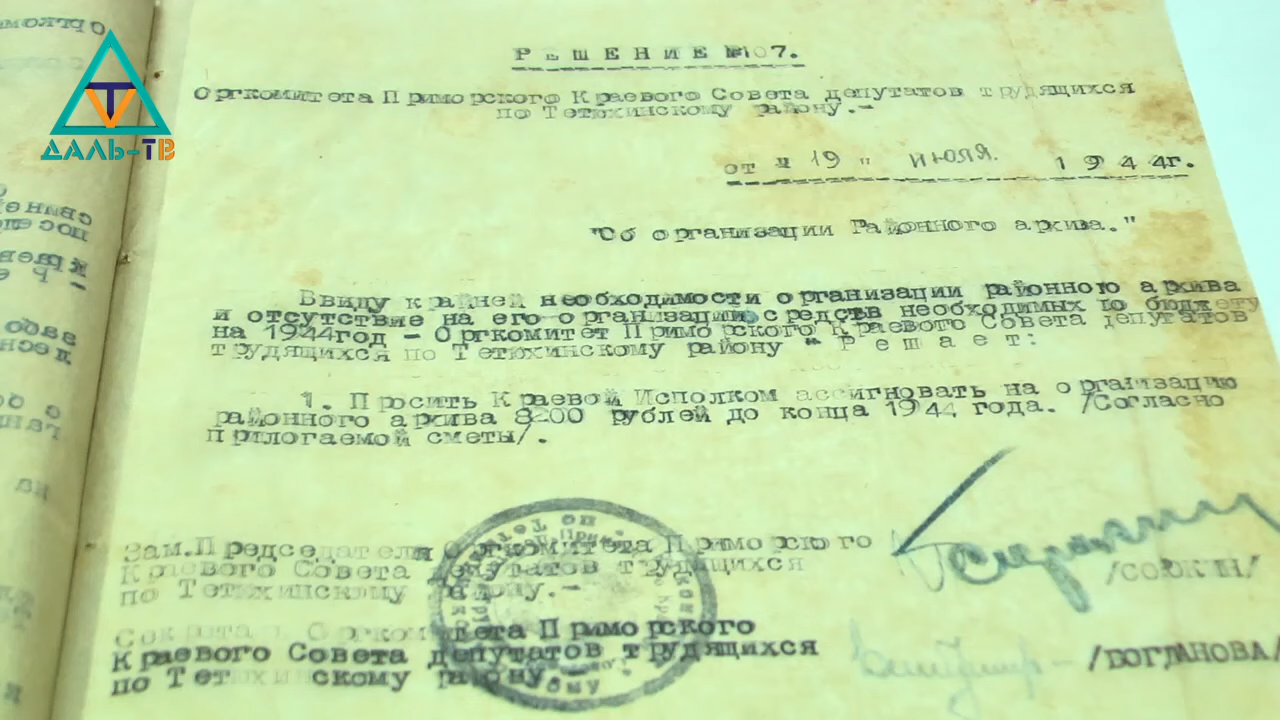 ДАЛЬ-ТВ
РЕШЕНИЕ №107.
Оргкомитета Приморского Краевого Совета депутатов трудящихся
по Тетюхинскому району.-
от " 19 " июля. 1944г.
"Об организации Районного архива."
Ввиду крайней необходимости организации районного архива
и отсутствие на его организации средств необходимых по бюджету
на 1944год - Оргкомитет Приморского Краевого Совета депутатов
трудящихся по Тетюхинскому району " Решает:
1. Просить Краевой Исполком ассигновать на организацию
районного архива 8200 рублей до конца 1944 года. /Согласно
прилогаемой сметы/.
Зам.Председателя Оргкомитета Приморского
Краевого Совета депутатов трудящихся
по Тетюхинскому району.-
/СОЮКИН/
Оргкомитета Приморского
Краевого Совета депутатов трудящихся
по Тетюхинскому району.-
/БОГДАНОВА/